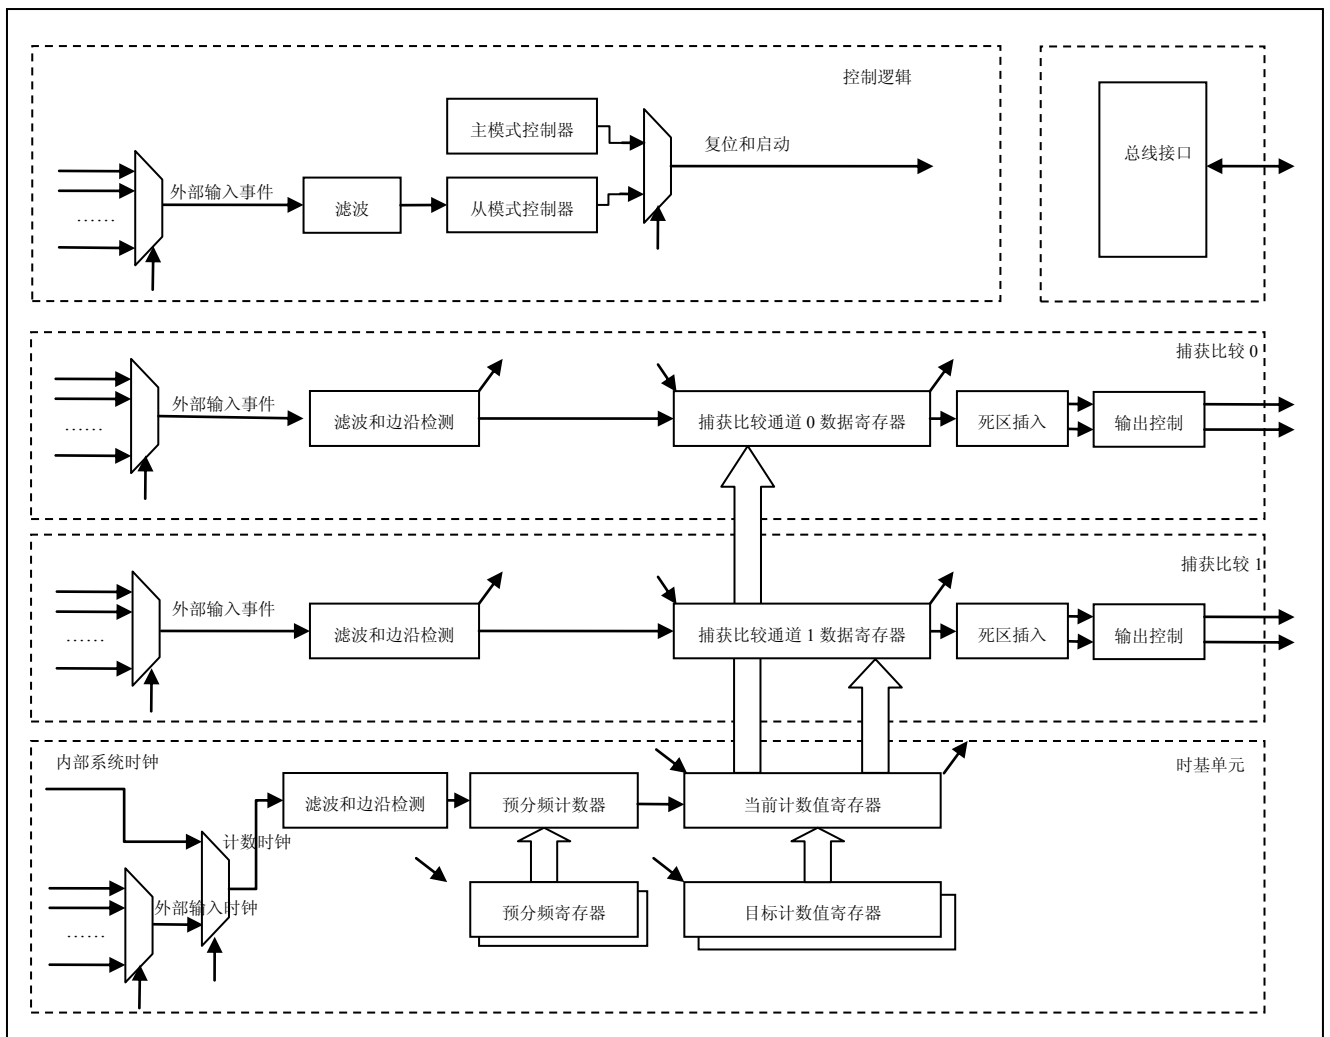 控制逻辑
主模式控制器
复位和启动
总线接口
外部输入事件
滤波
从模式控制器
......
捕获比较 0
外部输入事件
滤波和边沿检测
捕获比较通道 0 数据寄存器
死区插入
输出控制
......
捕获比较 1
外部输入事件
滤波和边沿检测
捕获比较通道 1 数据寄存器
死区插入
输出控制
......
内部系统时钟
时基单元
滤波和边沿检测
预分频计数器
当前计数值寄存器
计数时钟
外部输入时钟
预分频寄存器
目标计数值寄存器
......